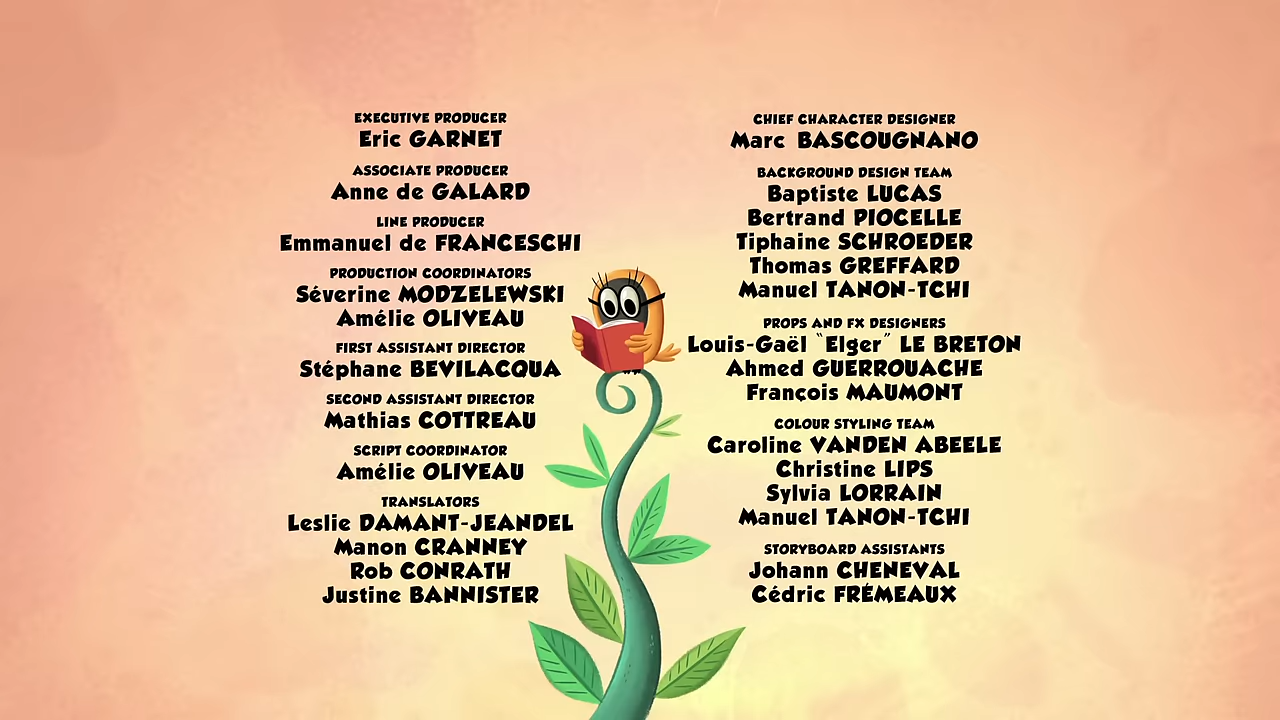 EXECUTIVE PRODUCER
Eric GARNET
ASSOCIATE PRODUCER
Anne de GALARD
LINE PRODUCER
Emmanuel de FRANCESCHI
PRODUCTION COORDINATORS
Séverine MODZELEWSKI
Amélie OLIVEAU
FIRST ASSISTANT DIRECTOR
Stéphane BEVILACQUA
SECOND ASSISTANT DIRECTOR
Mathias COTTREAU
SCRIPT COORDINATOR
Amélie OLIVEAU
TRANSLATORS
Leslie DAMANT-JEANDEL
Manon CRANNEY
Rob CONRATH
Justine BANNISTER
CHIEF CHARACTER DESIGNER
Marc BASCOUGNANO
BACKGROUND DESIGN TEAM
Baptiste LUCAS
Bertrand PIOCELLE
Tiphaine SCHROEDER
Thomas GREFFARD
Manuel TANON-TCHI
PROPS AND FX DESIGNERS
Louis-Gaël "Elger" LE BRETON
Ahmed GUERROUACHE
François MAUMONT
COLOUR STYLING TEAM
Caroline VANDEN ABEELE
Christine LIPS
Sylvia LORRAIN
Manuel TANON-TCHI
STORYBOARD ASSISTANTS
Johann CHENEVAL
Cédric FRÉMEAUX